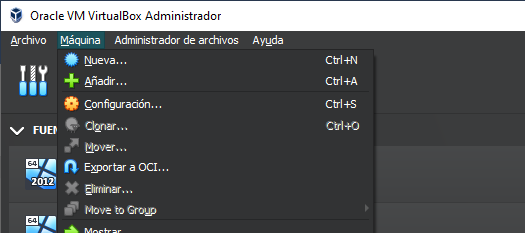 Oracle VM VirtualBox Administrador
Archivo Máquina Administrador de archivos Ayuda
Nueva... Ctrl+N
Añadir... Ctrl+A
Configuración... Ctrl+S
Clonar... Ctrl+O
Mover...
Exportar a OCI...
Eliminar...
Move to Group
Mostrar
FUEN
64
2012
64